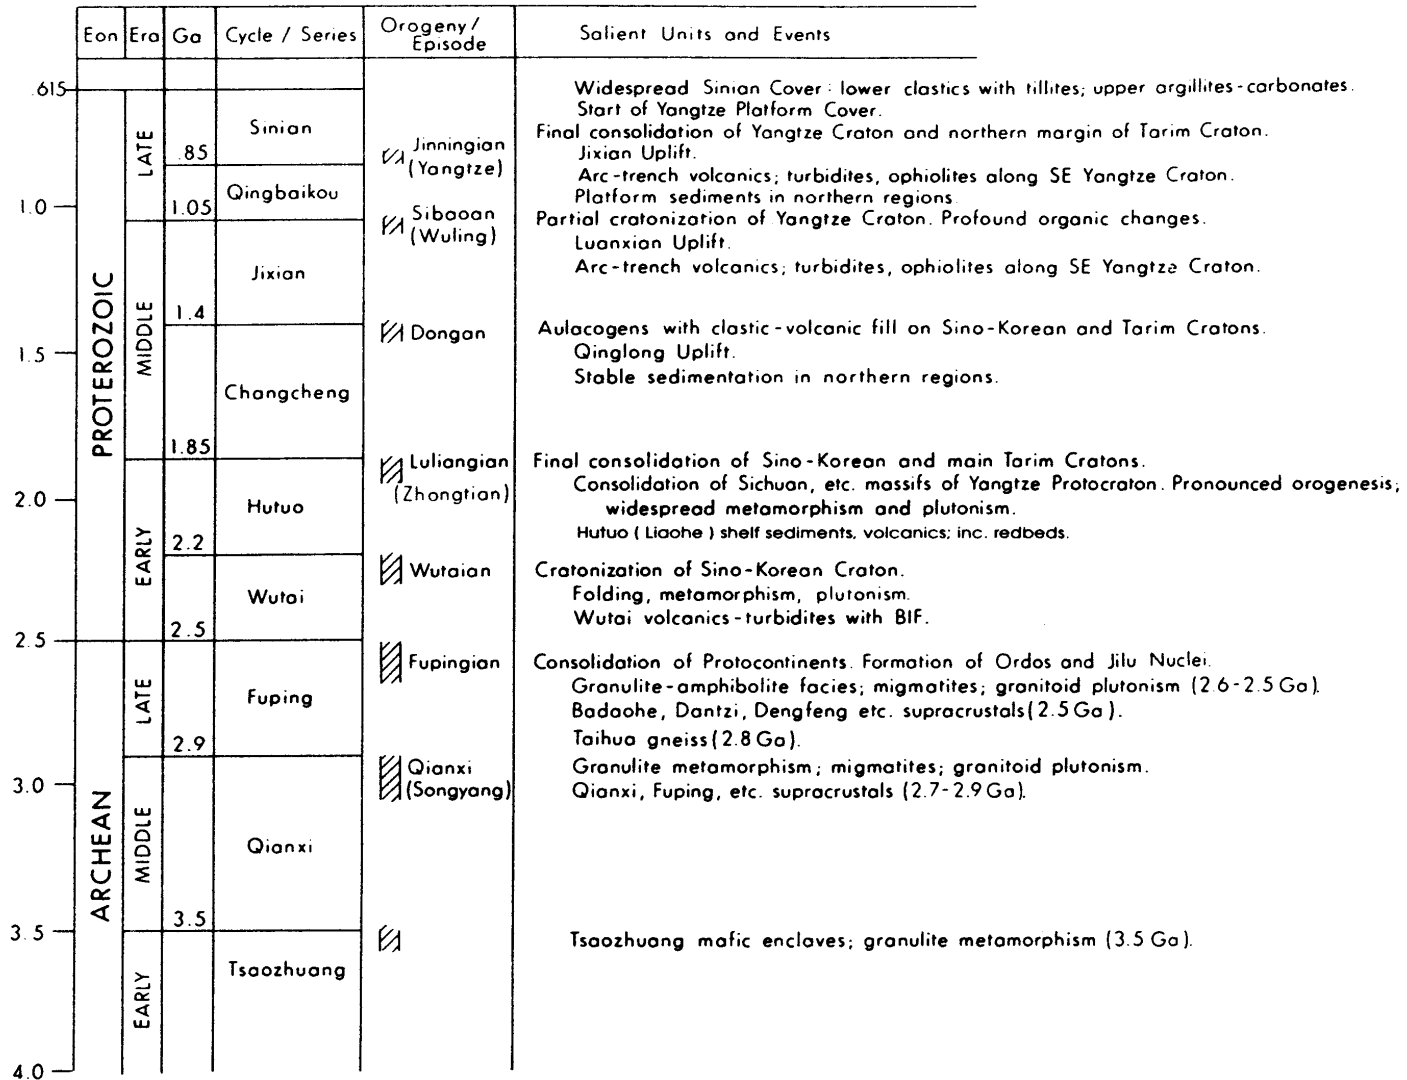 Eon Era Ga Cycle / Series Orogeny / Episode Salient Units and Events
.615
Widespread Sinian Cover: lower clastics with tillites; upper argillites-carbonates.
Start of Yangtze Platform Cover.
LATE
Sinian
Final consolidation of Yangtze Craton and northern margin of Tarim Craton.
.85
Jinningian
(Yangtze)
Jixian Uplift.
Arc-trench volcanics; turbidites, ophiolites along SE Yangtze Craton.
Qingbaikou
Platform sediments in northern regions.
1.0
1.05
Sibaoan
(Wuling)
Partial cratonization of Yangtze Craton. Profound organic changes.
Luanxian Uplift.
Jixian
Arc-trench volcanics; turbidites, ophiolites along SE Yangtze Craton.
PROTEROZOIC
MIDDLE
1.4
Dongan
Aulacogens with clastic-volcanic fill on Sino-Korean and Tarim Cratons.
1.5
Qinglong Uplift.
Stable sedimentation in northern regions.
Changcheng
1.85
Luliangian
(Zhongtian)
Final consolidation of Sino-Korean and main Tarim Cratons.
Consolidation of Sichuan, etc. massifs of Yangtze Protocraton. Pronounced orogenesis;
2.0
Hutuo
widespread metamorphism and plutonism.
Hutuo (Liaohe) shelf sediments, volcanics; inc. redbeds.
EARLY
2.2
Wutaian
Cratonization of Sino-Korean Craton.
Wutai
Folding, metamorphism, plutonism.
Wutai volcanics-turbidites with BIF.
2.5
2.5
Fupingian
Consolidation of Protocontinents. Formation of Ordos and Jilu Nuclei.
LATE
Fuping
Granulite-amphibolite facies; migmatites; granitoid plutonism (2.6-2.5 Ga).
Badaohe, Dantzi, Dengfeng etc. supracrustals (2.5 Ga).
2.9
Taihua gneiss (2.8 Ga).
ARCHEAN
3.0
Qianxi
(Songyang)
Granulite metamorphism; migmatites; granitoid plutonism.
Qianxi, Fuping, etc. supracrustals (2.7-2.9 Ga).
MIDDLE
Qianxi
3.5
3.5
Tsaozhuang mafic enclaves; granulite metamorphism (3.5 Ga).
EARLY
Tsaozhuang
4.0